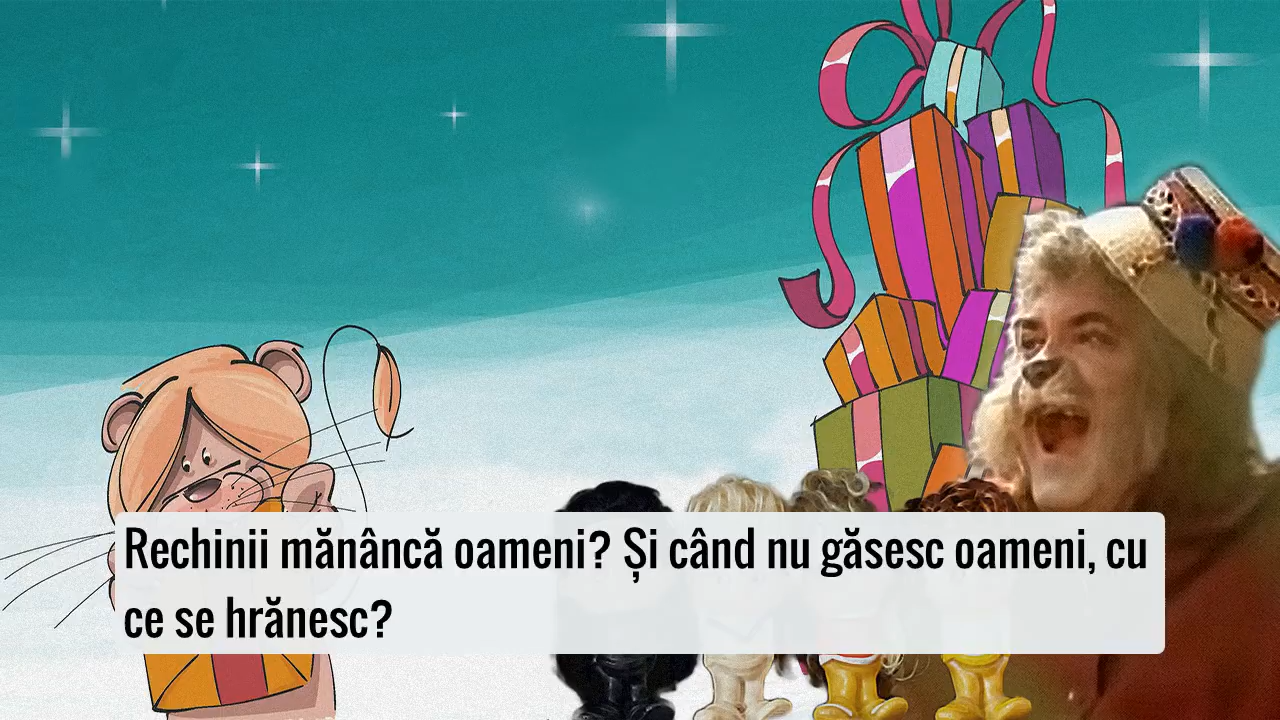 Rechinii mănâncă oameni? Și când nu găsesc oameni, cu
ce se hrănesc?